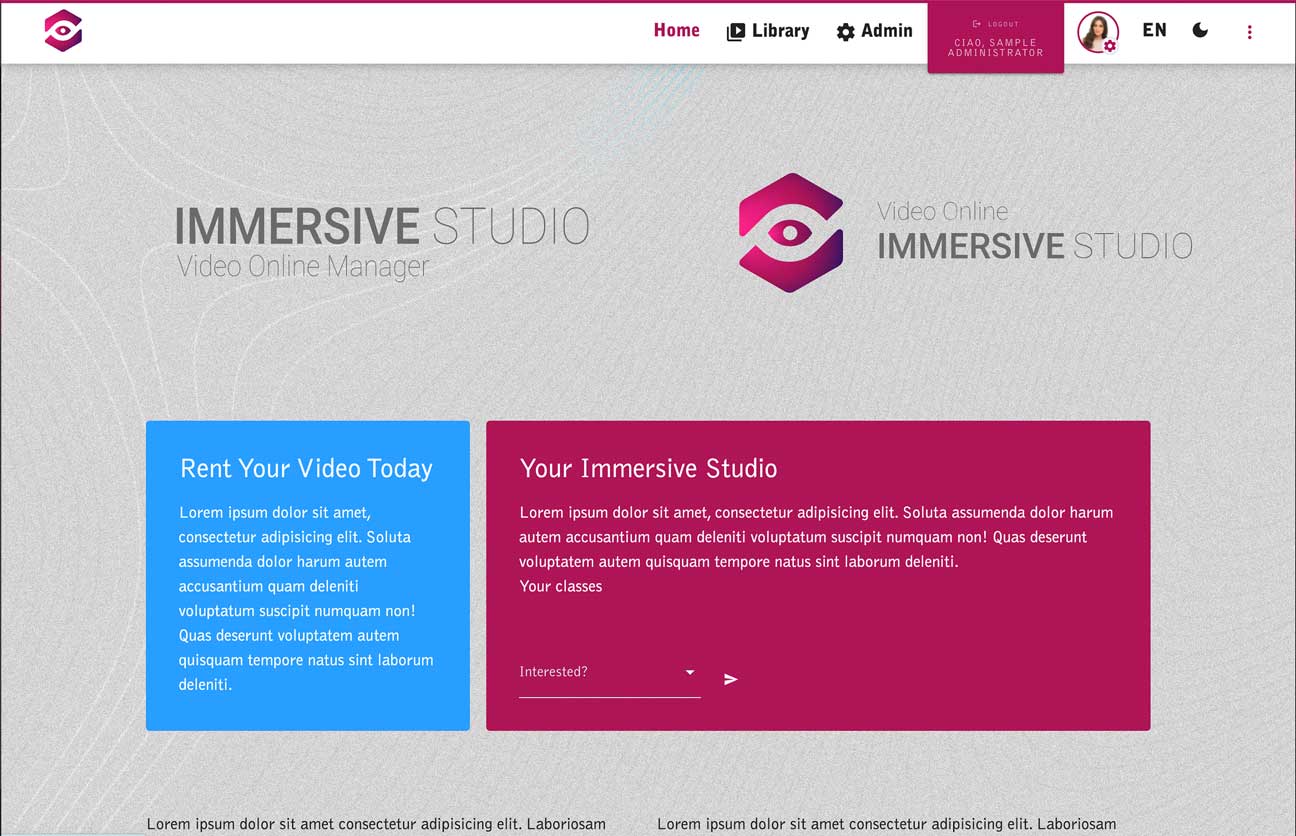 Home
Library
Admin
LOGOUT
CIAO, SAMPLE
ADMINISTRATOR
EN
IMMERSIVE STUDIO
Video Online Manager
Video Online
IMMERSIVE STUDIO
Rent Your Video Today
Lorem ipsum dolor sit amet,
consectetur adipisicing elit. Soluta
assumenda dolor harum autem
accusantium quam deleniti
voluptatum suscipit numquam non!
Quas deserunt voluptatem autem
quisquam tempore natus sint laborum
deleniti.
Your Immersive Studio
Lorem ipsum dolor sit amet, consectetur adipisicing elit. Soluta assumenda dolor harum
autem accusantium quam deleniti voluptatum suscipit numquam non! Quas deserunt
voluptatem autem quisquam tempore natus sint laborum deleniti.
Your classes
Interested?
Lorem ipsum dolor sit amet consectetur adipisicing elit. Laboriosam
Lorem ipsum dolor sit amet consectetur adipisicing elit. Laboriosam